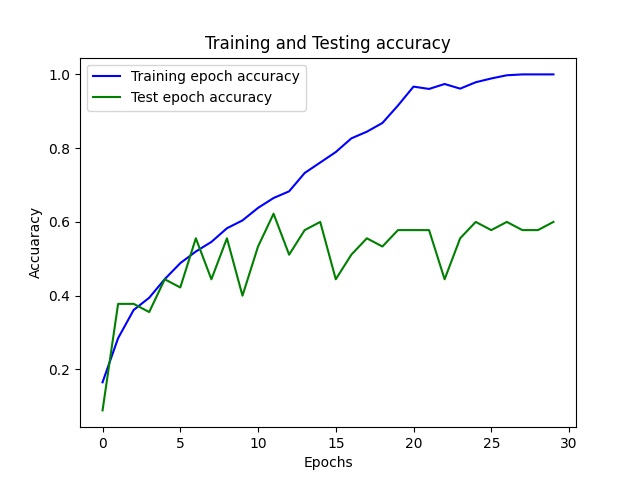 Training and Testing accuracy
Training epoch accuracy
Test epoch accuracy
1.0
0.8
0.6
0.4
0.2
Accuaracy
0 5 10 15 20 25 30
Epochs